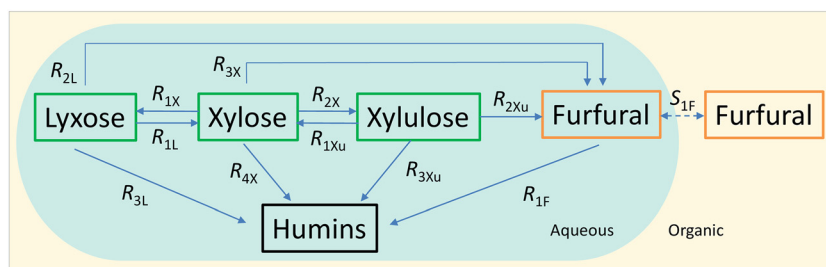 R2L
R3X
R1X
R2X
R2Xu
S1F
Lyxose
Xylose
Xylulose
Furfural
Furfural
R1L
R1Xu
R3L
R4X
R3Xu
R1F
Humins
Aqueous
Organic